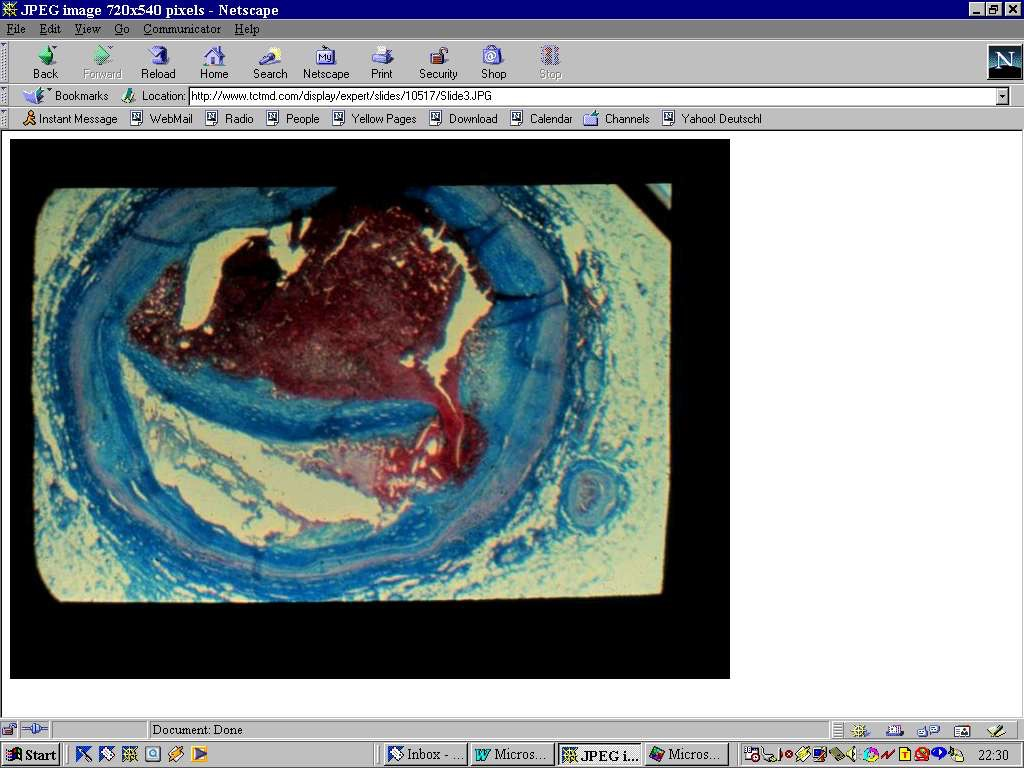 JPEG image 720x540 pixels - Netscape
File Edit View Go Communicator Help
Back Forward Reload Home Search Netscape Print Security Shop Stop
My
N
Bookmarks Location: http://www.tctmd.com/display/expert/slides/10517/Slide3.JPG
Instant Message WebMail Radio People Yellow Pages Download Calendar Channels Yahoo! Deutschl
Document: Done
Start Inbox - ... Micros... JPEG i... Micros... 22:30